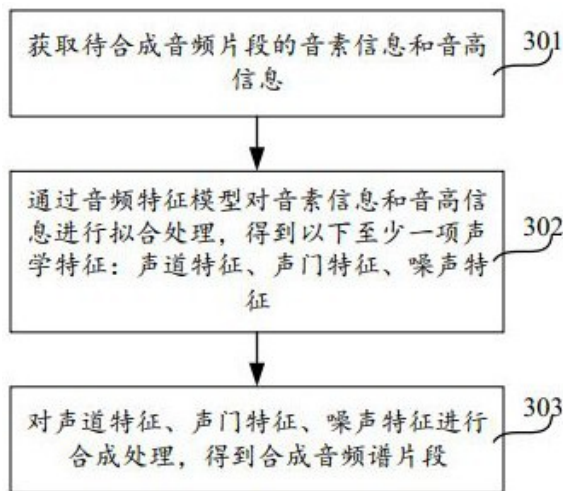 获取待合成音频片段的音素信息和音高
信息
301
通过音频特征模型对音素信息和音高信
息进行拟合处理，得到以下至少一项声
学特征：声道特征、声门特征、噪声特
征
302
对声道特征、声门特征、噪声特征进行
合成处理，得到合成音频谱片段
303